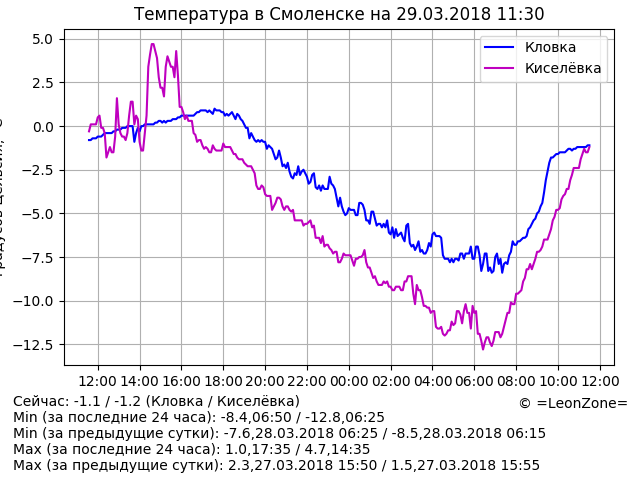 Температура в Смоленске на 29.03.2018 11:30
Кловка
Киселёвка
5.0
2.5
0.0
−2.5
−5.0
−7.5
−10.0
−12.5
12:00 14:00 16:00 18:00 20:00 22:00 00:00 02:00 04:00 06:00 08:00 10:00 12:00
Сейчас: -1.1 / -1.2 (Кловка / Киселёвка)
© =LeonZone=
Min (за последние 24 часа): -8.4,06:50 / -12.8,06:25
Min (за предыдущие сутки): -7.6,28.03.2018 06:25 / -8.5,28.03.2018 06:15
Max (за последние 24 часа): 1.0,17:35 / 4.7,14:35
Max (за предыдущие сутки): 2.3,27.03.2018 15:50 / 1.5,27.03.2018 15:55